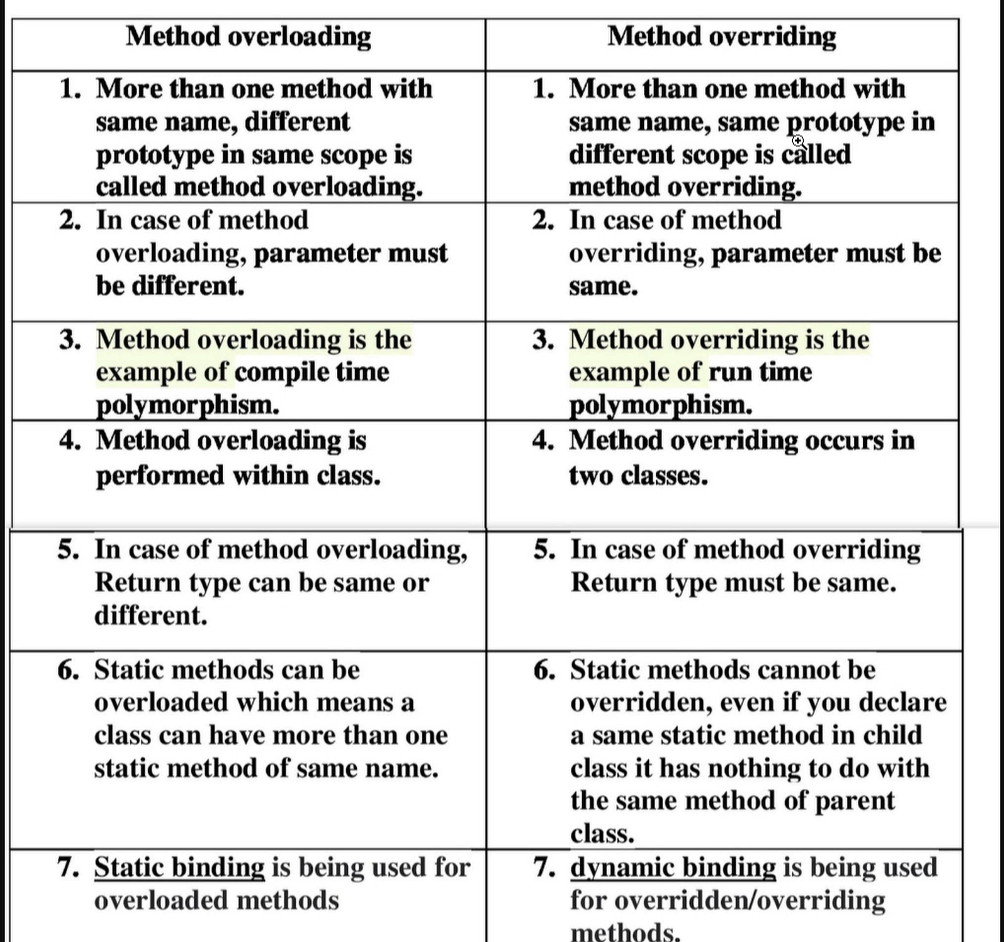 Method overloading
Method overriding
1. More than one method with
same name, different
prototype in same scope is
called method overloading.
1. More than one method with
same name, same prototype in
different scope is called
method overriding.
2. In case of method
overloading, parameter must
be different.
2. In case of method
overriding, parameter must be
same.
3. Method overloading is the
example of compile time
polymorphism.
3. Method overriding is the
example of run time
polymorphism.
4. Method overloading is
performed within class.
4. Method overriding occurs in
two classes.
5. In case of method overloading,
Return type can be same or
different.
5. In case of method overriding
Return type must be same.
6. Static methods can be
overloaded which means a
class can have more than one
static method of same name.
6. Static methods cannot be
overridden, even if you declare
a same static method in child
class it has nothing to do with
the same method of parent
class.
7. Static binding is being used for
overloaded methods
7. dynamic binding is being used
for overridden/overriding
methods.